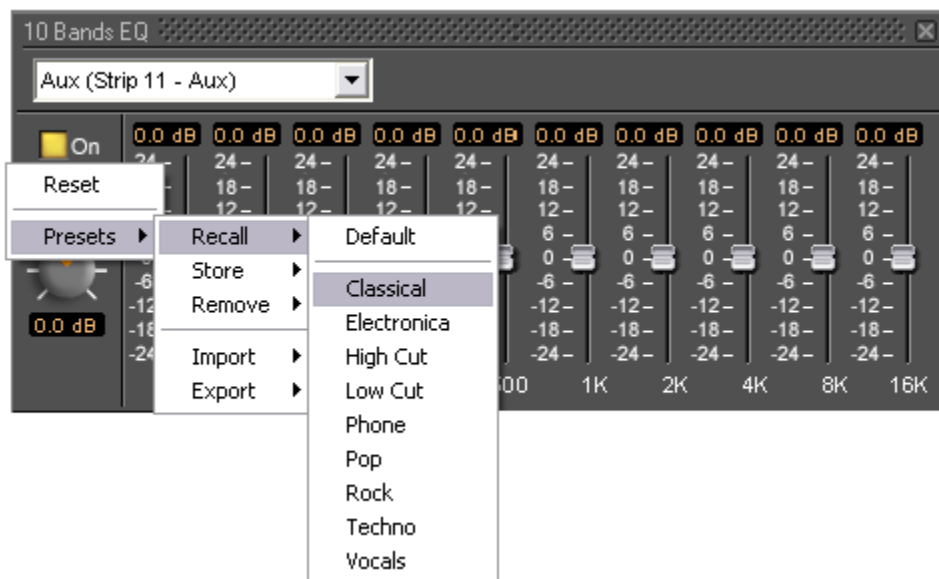 10 Bands EQ
Aux (Strip 11 - Aux)
On
0.0 dB 0.0 dB 0.0 dB 0.0 dB 0.0 dB 0.0 dB 0.0 dB 0.0 dB 0.0 dB 0.0 dB
24 24 24 24 24 24 24 24 24
18 18 18 18 18 18 18 18 18
12 12 12 12 12 12 12 12 12
6 6 6 6 6
0 0 0 0 0
-6 -6 -6 -6 -6 -6
-12 -12 -12 -12 -12 -12
-18 -18 -18 -18 -18 -18
-24 -24 -24 -24 -24 -24
1K 2K 4K 8K 16K
0.0 dB
Reset
Presets
Recall
Store
Remove
Import
Export
Default
Classical
Electronica
High Cut
Low Cut
Phone
Pop
Rock
Techno
Vocals